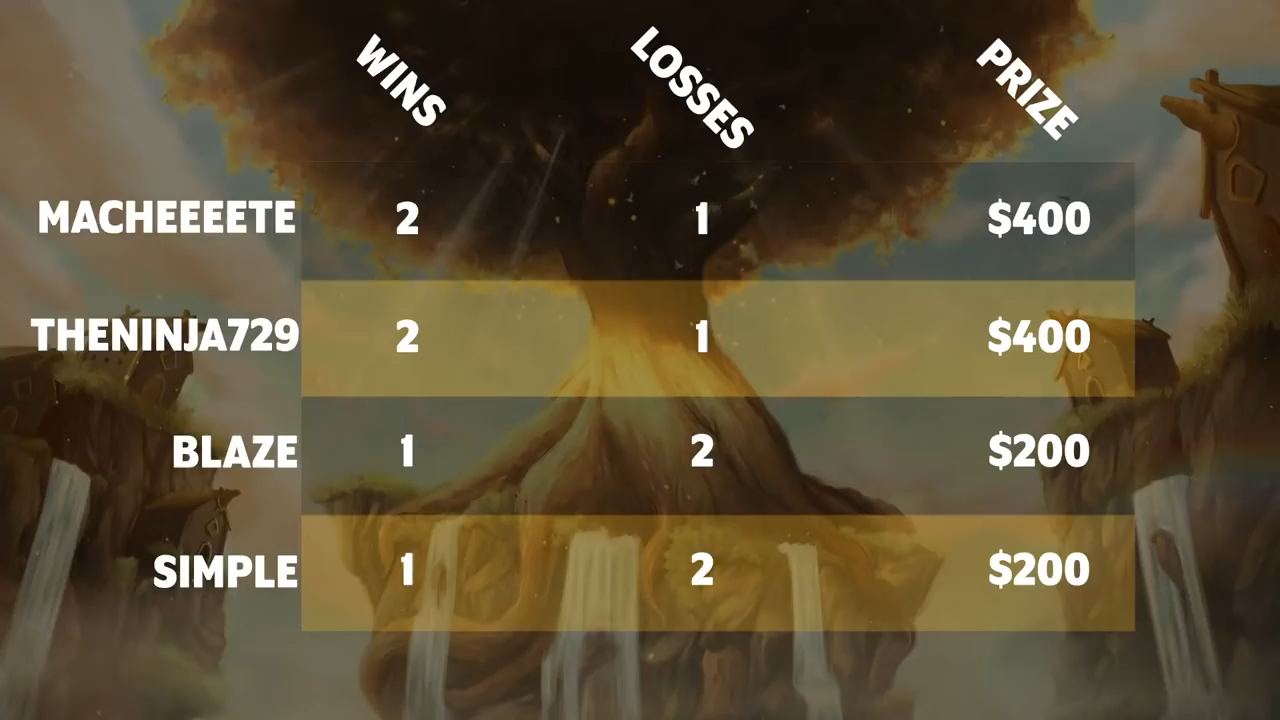 WINS LOSSES PRIZE
MACHEEEETE 2 1 $400
THENINJA729 2 1 $400
BLAZE 1 2 $200
SIMPLE 1 2 $200